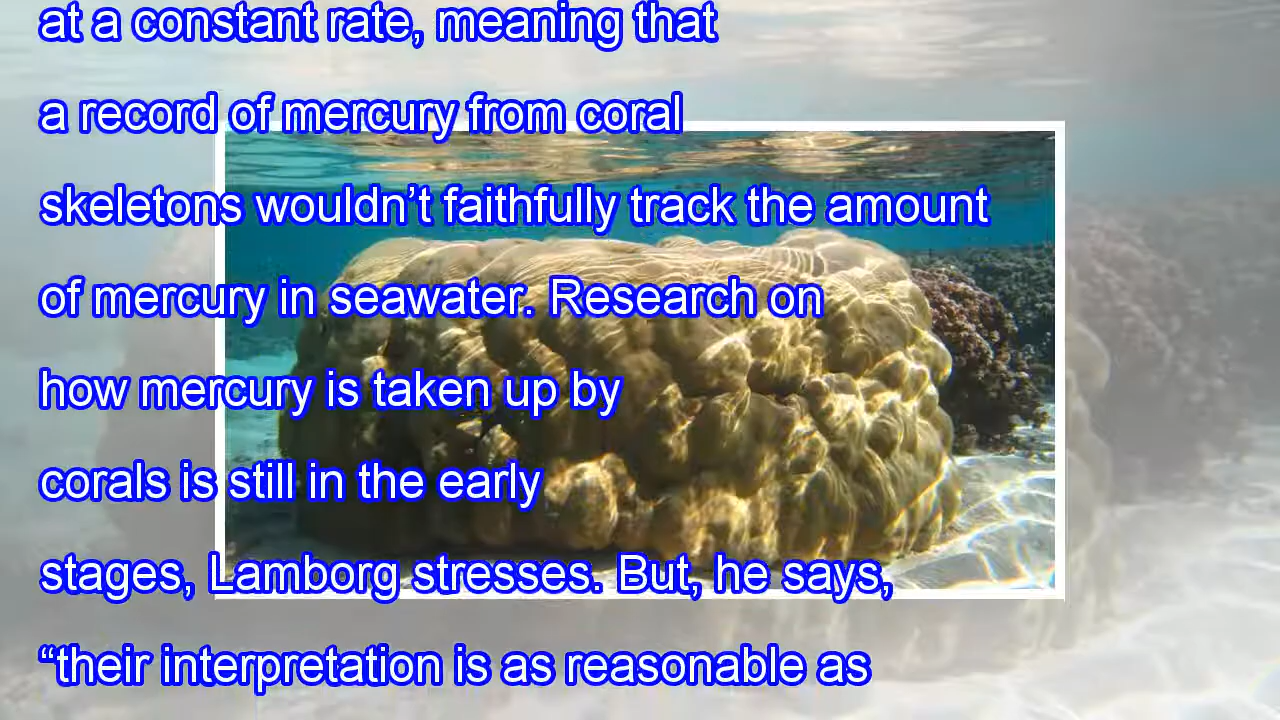 at a constant rate, meaning that
a record of mercury from coral
skeletons wouldn’t faithfully track the amount
of mercury in seawater. Research on
how mercury is taken up by
corals is still in the early
stages, Lamborg stresses. But, he says,
“their interpretation is as reasonable as